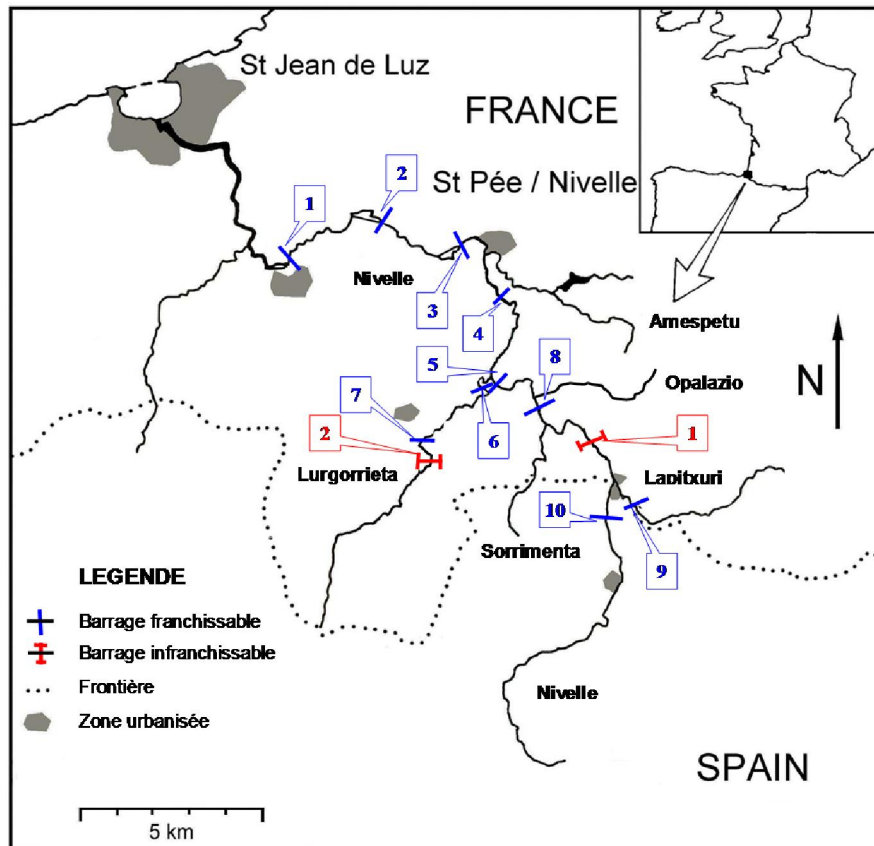 St Jean de Luz
FRANCE
2
St Pée / Nivelle
1
Nivelle
3
4
Amespetu
N
5
8
Opalazio
7
6
2
1
Lurgorrieta
Lapitxuri
10
Sorrimenta
9
LEGENDE
Barrage franchissable
Barrage infranchissable
Frontière
Nivelle
Zone urbanisée
SPAIN
5 km